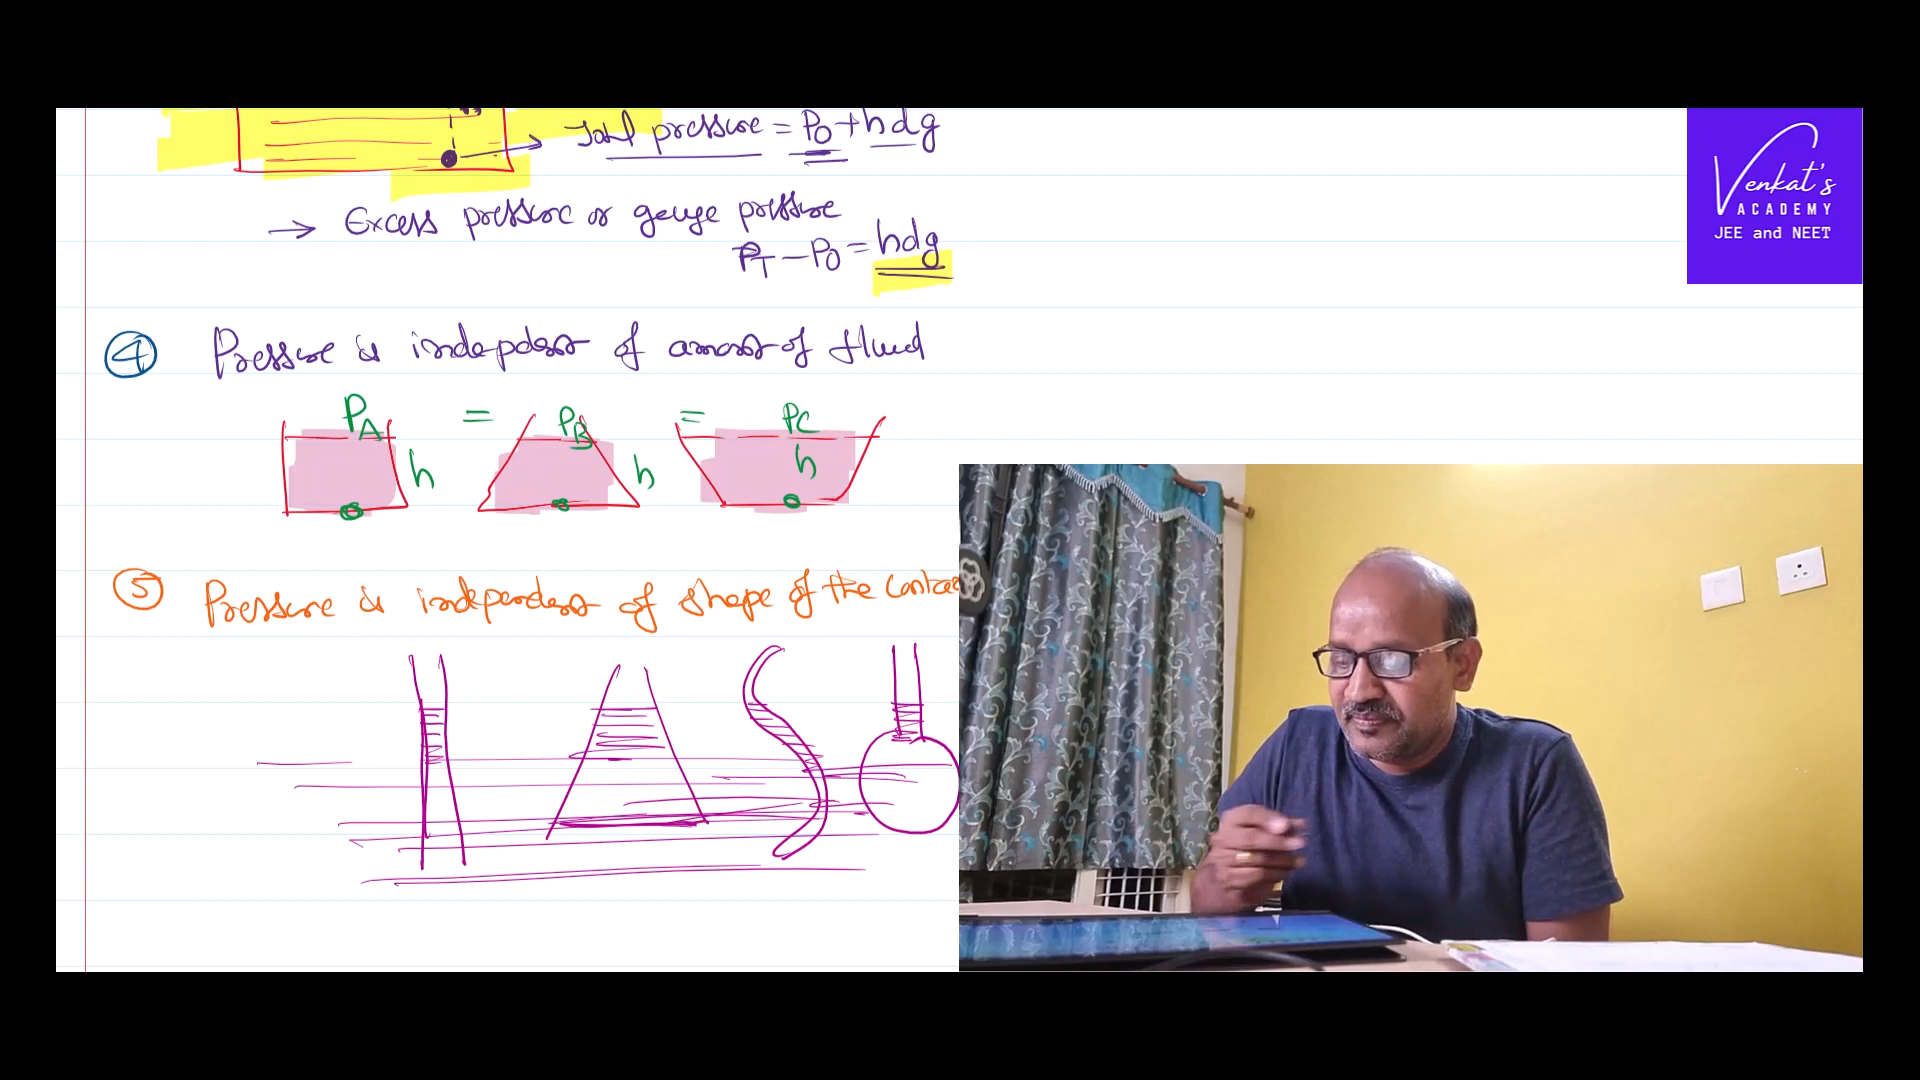 Total pressure = P0 + hdg
→ Excess pressure or gauge pressure
PT − P0 = hdg
④ Pressure is independent of amount of fluid
PA = PB = PC
h h h
⑤ Pressure is independent of shape of the
Venkat's
ACADEMY
JEE and NEET